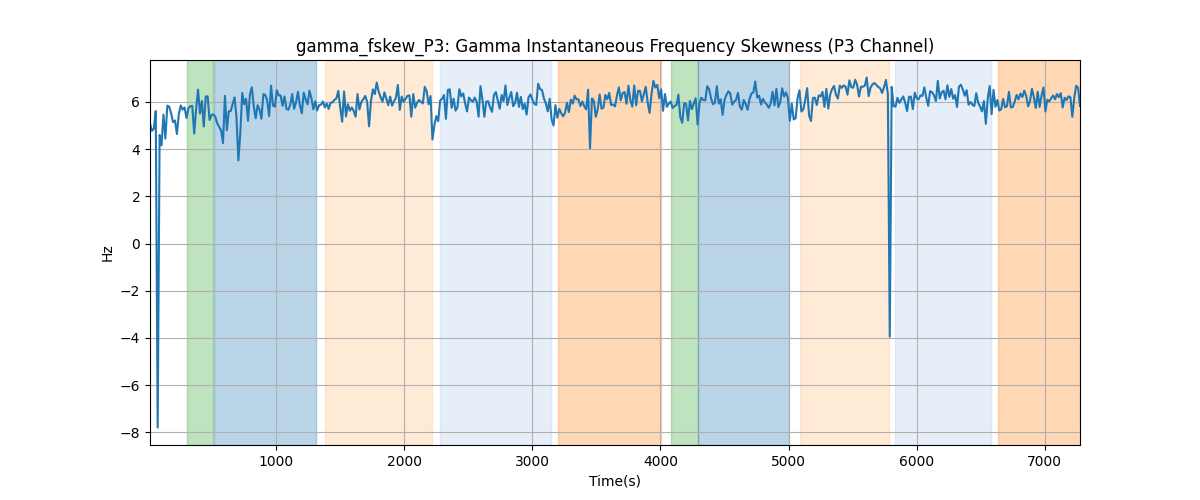 gamma_fskew_P3: Gamma Instantaneous Frequency Skewness (P3 Channel)
6
4
2
0
−2
−4
−6
−8
Hz
1000 2000 3000 4000 5000 6000 7000
Time(s)